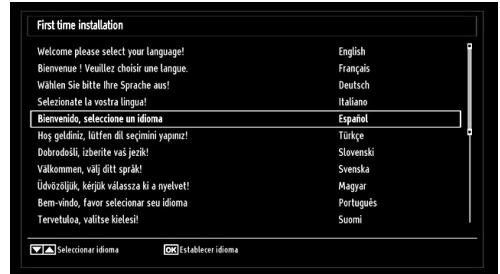 First time installation
Welcome please select your language! English
Bienvenue ! Veuillez choisir une langue. Français
Wählen Sie bitte Ihre Sprache aus! Deutsch
Selezionate la vostra lingua! Italiano
Bienvenido, seleccione un idioma Español
Hoş geldiniz, lütfen dil seçimini yapınız! Türkçe
Dobrodošli, izberite vaš jezik! Slovenski
Välkommen, välj ditt språk! Svenska
Üdvözöljük, kérjük válassza ki a nyelvet! Magyar
Bem-vindo, favor selecionar seu idioma Português
Tervetuloa, valitse kielesi! Suomi
Seleccionar idioma OK Establecer idioma